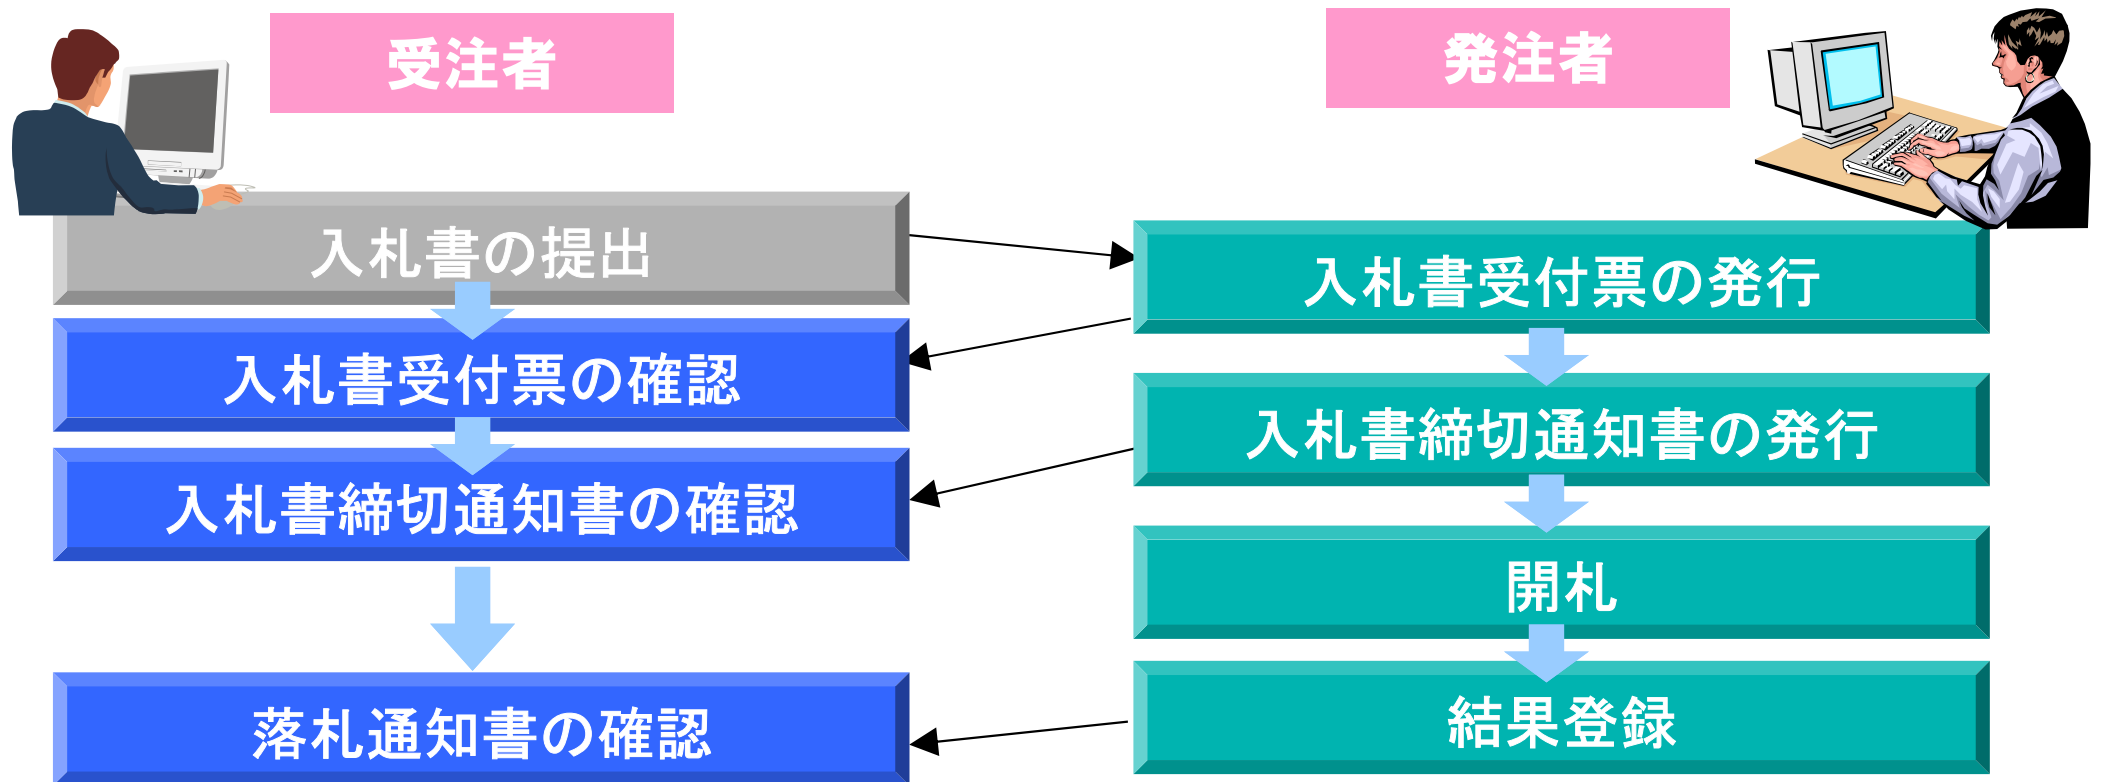 受注者
発注者
入札書の提出
入札書受付票の発行
入札書受付票の確認
入札書締切通知書の発行
入札書締切通知書の確認
開札
落札通知書の確認
結果登録